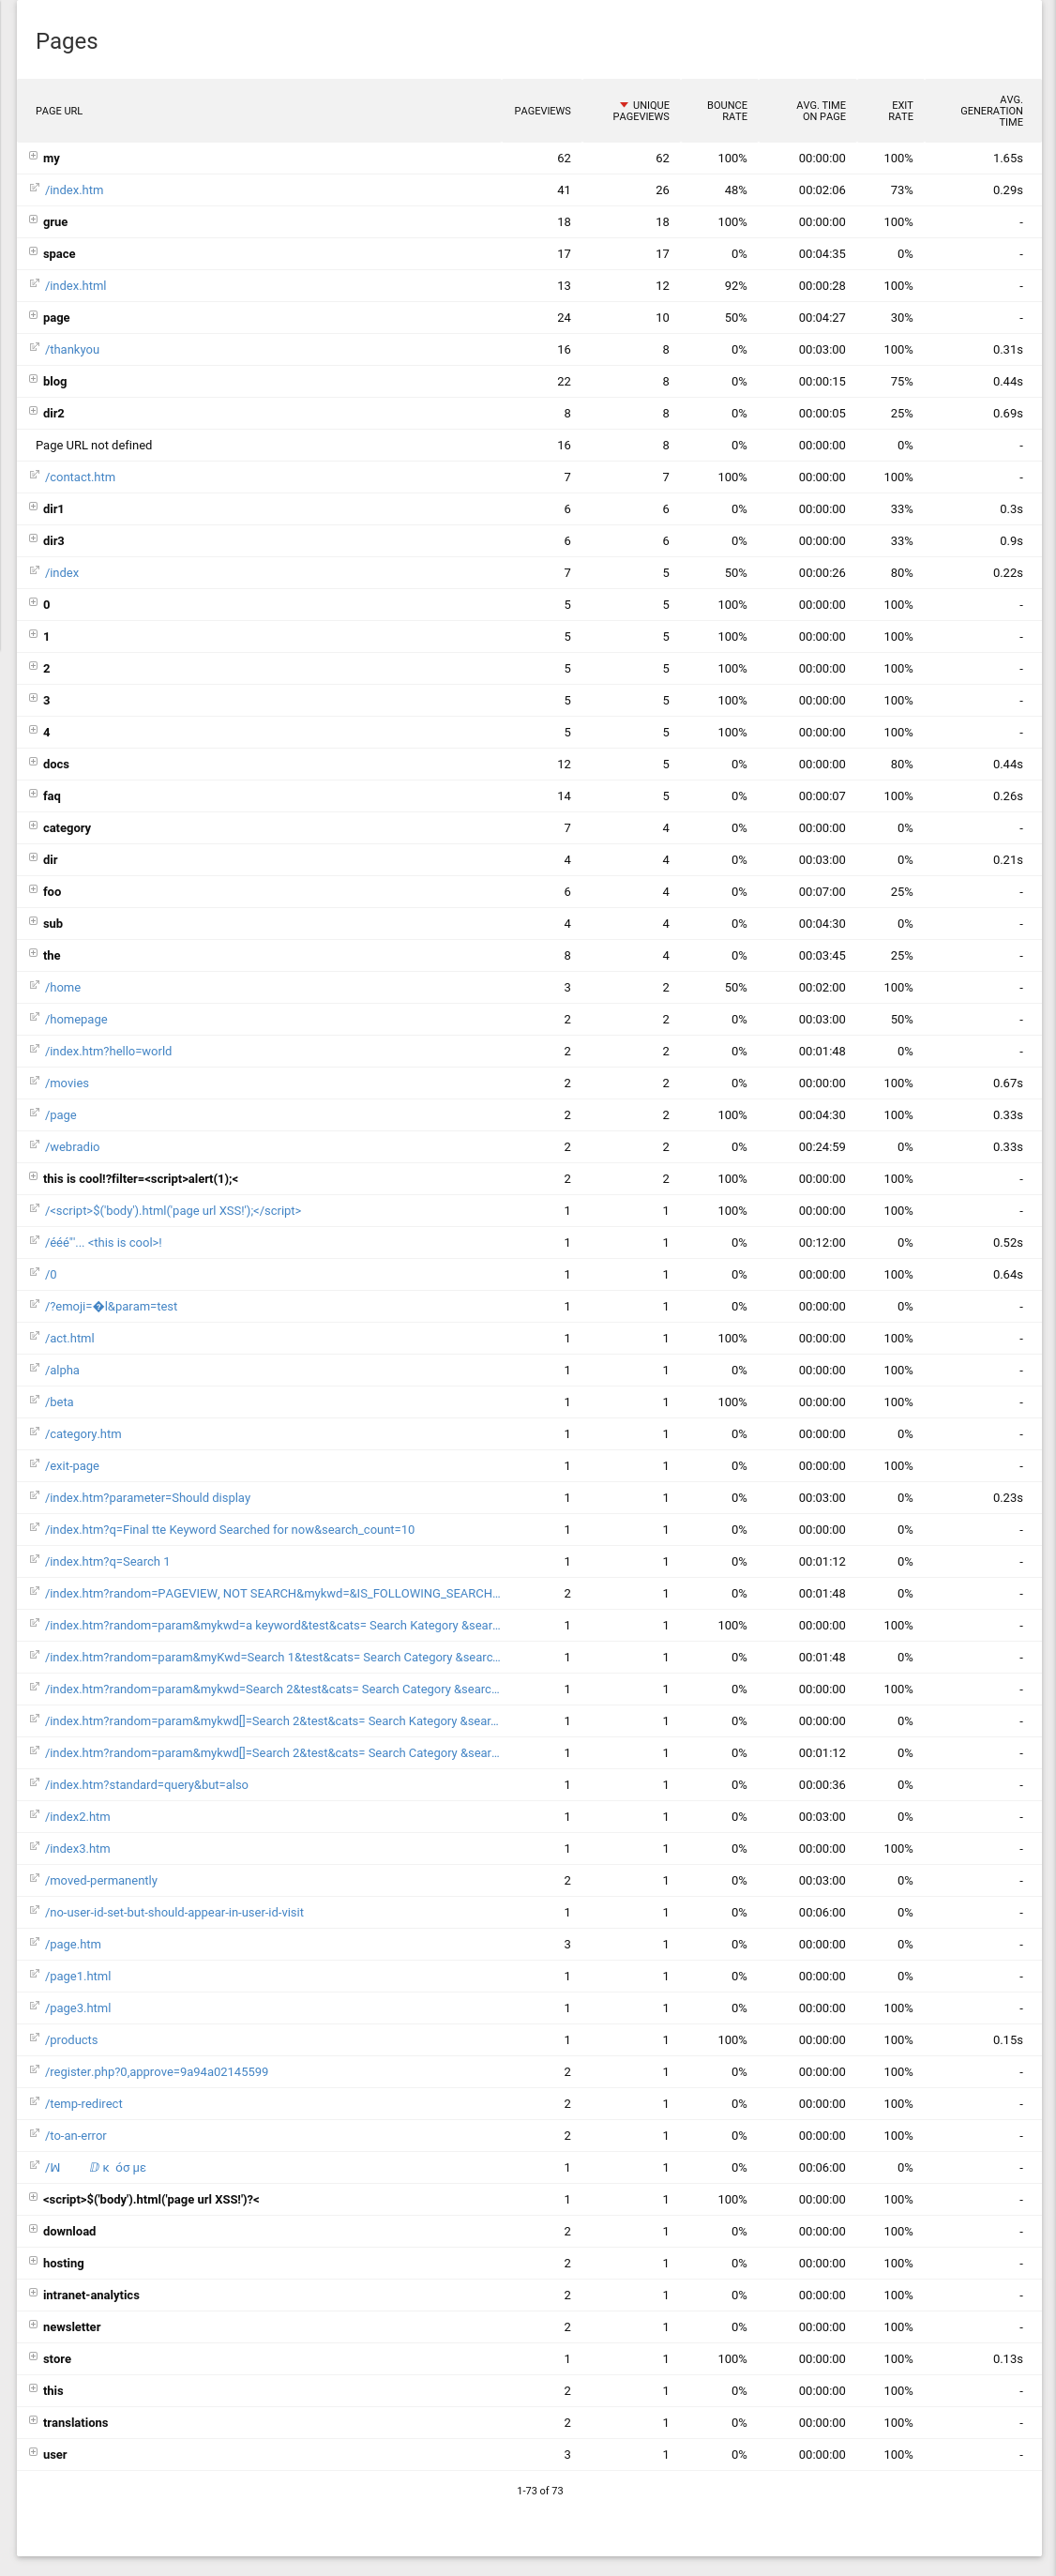 Pages
PAGE URL PAGEVIEWS UNIQUE PAGEVIEWS BOUNCE RATE AVG. TIME ON PAGE EXIT RATE AVG. GENERATION TIME
my 62 62 100% 00:00:00 100% 1.65s
/index.htm 41 26 48% 00:02:06 73% 0.29s
grue 18 18 100% 00:00:00 100% -
space 17 17 0% 00:04:35 0% -
/index.html 13 12 92% 00:00:28 100% -
page 24 10 50% 00:04:27 30% -
/thankyou 16 8 0% 00:03:00 100% 0.31s
blog 22 8 0% 00:00:15 75% 0.44s
dir2 8 8 0% 00:00:05 25% 0.69s
Page URL not defined 16 8 0% 00:00:00 0% -
/contact.htm 7 7 100% 00:00:00 100% -
dir1 6 6 0% 00:00:00 33% 0.3s
dir3 6 6 0% 00:00:00 33% 0.9s
/index 7 5 50% 00:00:26 80% 0.22s
0 5 5 100% 00:00:00 100% -
1 5 5 100% 00:00:00 100% -
2 5 5 100% 00:00:00 100% -
3 5 5 100% 00:00:00 100% -
4 5 5 100% 00:00:00 100% -
docs 12 5 0% 00:00:00 80% 0.44s
faq 14 5 0% 00:00:07 100% 0.26s
category 7 4 0% 00:00:00 0% -
dir 4 4 0% 00:03:00 0% 0.21s
foo 6 4 0% 00:07:00 25% -
sub 4 4 0% 00:04:30 0% -
the 8 4 0% 00:03:45 25% -
/home 3 2 50% 00:02:00 100% -
/homepage 2 2 0% 00:03:00 50% -
/index.htm?hello=world 2 2 0% 00:01:48 0% -
/movies 2 2 0% 00:00:00 100% 0.67s
/page 2 2 100% 00:04:30 100% 0.33s
/webradio 2 2 0% 00:24:59 0% 0.33s
this is cool!?filter=<script>alert(1);< 2 2 100% 00:00:00 100% -
/<script>$('body').html('page url XSS!');</script> 1 1 100% 00:00:00 100% -
/ééé"'... <this is cool>! 1 1 0% 00:12:00 0% 0.52s
/0 1 1 0% 00:00:00 100% 0.64s
/?emoji=�l&param=test 1 1 0% 00:00:00 0% -
/act.html 1 1 100% 00:00:00 100% -
/alpha 1 1 0% 00:00:00 100% -
/beta 1 1 100% 00:00:00 100% -
/category.htm 1 1 0% 00:00:00 0% -
/exit-page 1 1 0% 00:00:00 100% -
/index.htm?parameter=Should display 1 1 0% 00:03:00 0% 0.23s
/index.htm?q=Final tte Keyword Searched for now&search_count=10 1 1 0% 00:00:00 0% -
/index.htm?q=Search 1 1 1 0% 00:01:12 0% -
/index.htm?random=PAGEVIEW, NOT SEARCH&mykwd=&IS_FOLLOWING_SEARCH... 2 1 0% 00:01:48 0% -
/index.htm?random=param&mykwd=a keyword&test&cats= Search Kategory &sear... 1 1 100% 00:00:00 100% -
/index.htm?random=param&myKwd=Search 1&test&cats= Search Category &searc... 1 1 0% 00:01:48 0% -
/index.htm?random=param&mykwd=Search 2&test&cats= Search Category &searc... 1 1 0% 00:00:00 100% -
/index.htm?random=param&mykwd[]=Search 2&test&cats= Search Kategory &sear... 1 1 0% 00:00:00 0% -
/index.htm?random=param&mykwd[]=Search 2&test&cats= Search Category &sear... 1 1 0% 00:01:12 0% -
/index.htm?standard=query&but=also 1 1 0% 00:00:36 0% -
/index2.htm 1 1 0% 00:03:00 0% -
/index3.htm 1 1 0% 00:00:00 100% -
/moved-permanently 2 1 0% 00:03:00 0% -
/no-user-id-set-but-should-appear-in-user-id-visit 1 1 0% 00:06:00 0% -
/page.htm 3 1 0% 00:00:00 0% -
/page1.html 1 1 0% 00:00:00 0% -
/page3.html 1 1 0% 00:00:00 100% -
/products 1 1 100% 00:00:00 100% 0.15s
/register.php?0,approve=9a94a02145599 2 1 0% 00:00:00 100% -
/temp-redirect 2 1 0% 00:00:00 100% -
/to-an-error 2 1 0% 00:00:00 100% -
κ όσμε 1 1 0% 00:06:00 0% -
<script>$('body').html('page url XSS!')?< 1 1 100% 00:00:00 100% -
download 2 1 0% 00:00:00 100% -
hosting 2 1 0% 00:00:00 100% -
intranet-analytics 2 1 0% 00:00:00 100% -
newsletter 2 1 0% 00:00:00 100% -
store 1 1 100% 00:00:00 100% 0.13s
this 2 1 0% 00:00:00 100% -
translations 2 1 0% 00:00:00 100% -
user 3 1 0% 00:00:00 100% -
1-73 of 73